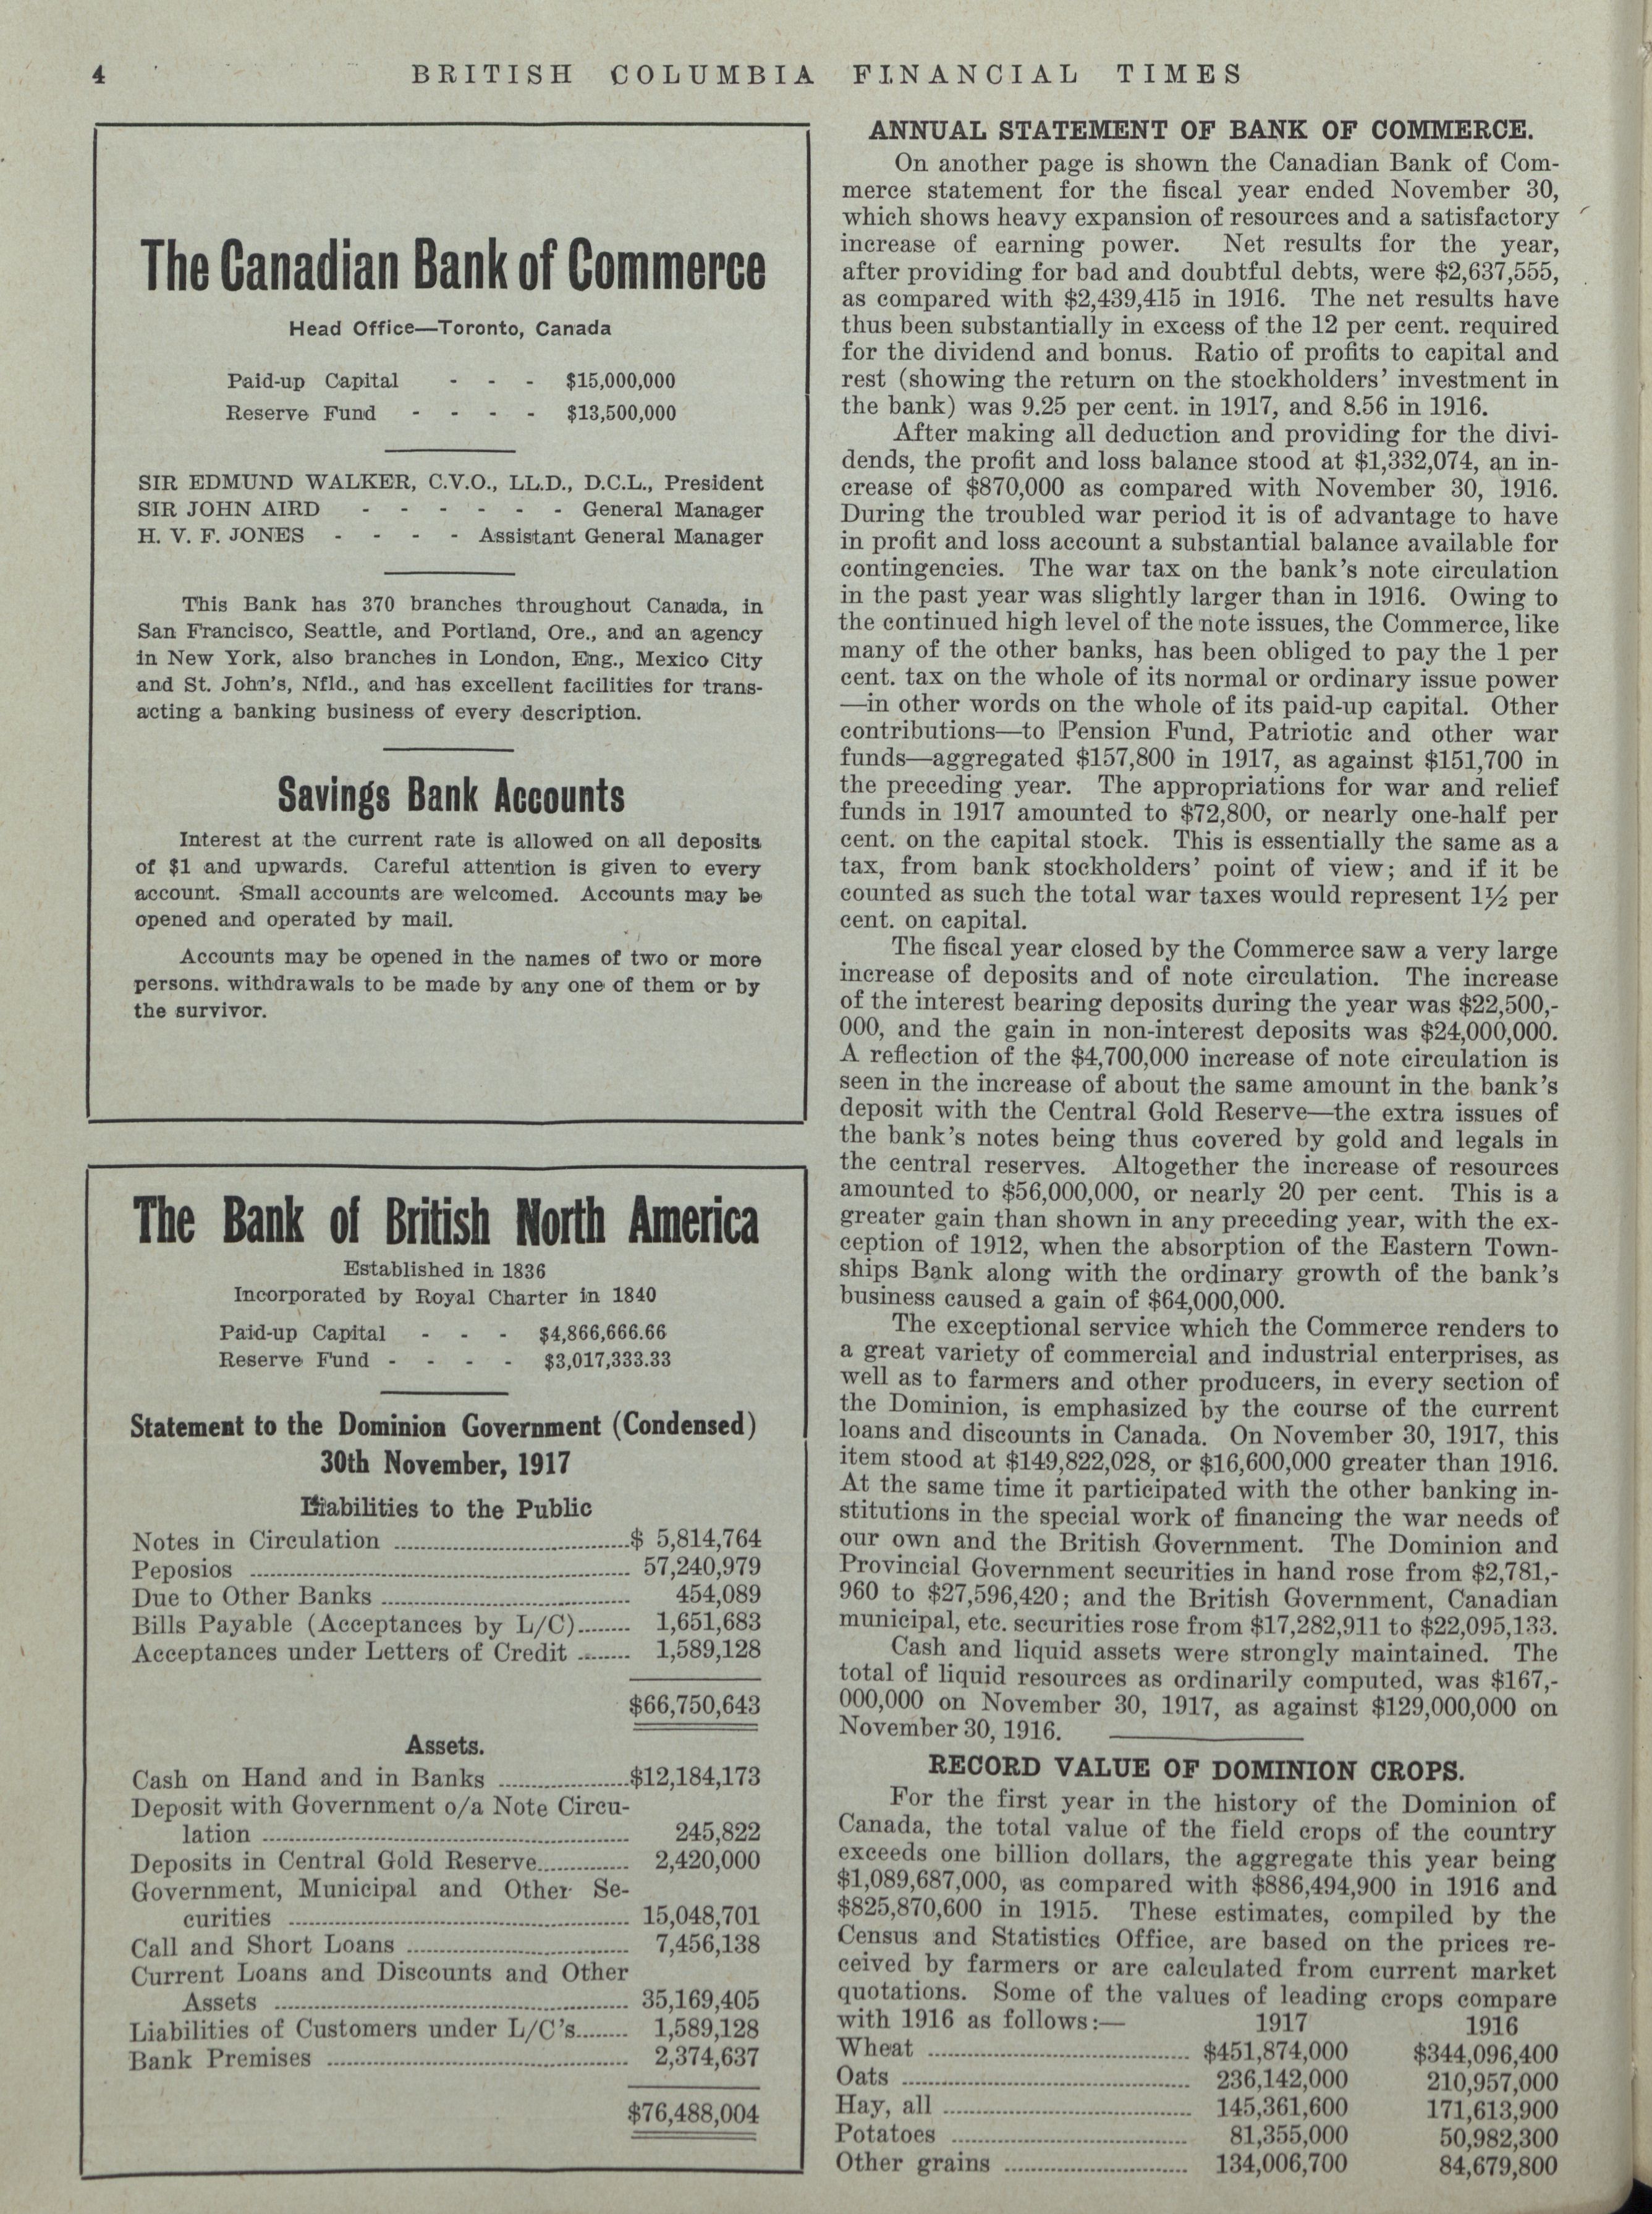 4
BRITISH COLUMBIA FINANCIAL TIMES
The Canadian Bank of Commerce
Head Office—Toronto, Canada
Paid-up Capital - - - $15,000,000
Reserve Fund - - - - $13,500,000
SIR EDMUND WALKER, C.V.O., LL.D., D.C.L., President
SIR JOHN AIRD - - - - - - General Manager
H. V. F. JONES - - - - Assistant General Manager
This Bank has 370 branches throughout Canada, in
San Francisco, Seattle, and Portland, Ore., and an agency
in New York, also branches in London, Eng., Mexico City
and St. John's, Nfld., and has excellent facilities for trans-
acting a banking business of every description.
Savings Bank Accounts
Interest at the current rate is allowed on all deposits
of $1 and upwards. Careful attention is given to every
account. Small accounts are welcomed. Accounts may be
opened and operated by mail.
Accounts may be opened in the names of two or more
persons. withdrawals to be made by any one of them or by
the survivor.
The Bank of British North America
Established in 1836
Incorporated by Royal Charter in 1840
Paid-up Capital - - - $4,866,666.66
Reserve Fund - - - - $3,017,333.33
Statement to the Dominion Government (Condensed)
30th November, 1917
Liabilities to the Public
Notes in Circulation ........ $ 5,814,764
Peposios ........ 57,240,979
Due to Other Banks ........ 454,089
Bills Payable (Acceptances by L/C)........ 1,651,683
Acceptances under Letters of Credit ........ 1,589,128
$66,750,643
Assets.
Cash on Hand and in Banks ........ $12,184,173
Deposit with Government o/a Note Circu-
lation ........ 245,822
Deposits in Central Gold Reserve........ 2,420,000
Government, Municipal and Other Se-
curities ........ 15,048,701
Call and Short Loans ........ 7,456,138
Current Loans and Discounts and Other
Assets ........ 35,169,405
Liabilities of Customers under L/C's........ 1,589,128
Bank Premises ........ 2,374,637
$76,488,004
ANNUAL STATEMENT OF BANK OF COMMERCE.
On another page is shown the Canadian Bank of Com-
merce statement for the fiscal year ended November 30,
which shows heavy expansion of resources and a satisfactory
increase of earning power. Net results for the year,
after providing for bad and doubtful debts, were $2,637,555,
as compared with $2,439,415 in 1916. The net results have
thus been substantially in excess of the 12 per cent. required
for the dividend and bonus. Ratio of profits to capital and
rest (showing the return on the stockholders' investment in
the bank) was 9.25 per cent. in 1917, and 8.56 in 1916.
After making all deduction and providing for the divi-
dends, the profit and loss balance stood at $1,332,074, an in-
crease of $870,000 as compared with November 30, 1916.
During the troubled war period it is of advantage to have
in profit and loss account a substantial balance available for
contingencies. The war tax on the bank's note circulation
in the past year was slightly larger than in 1916. Owing to
the continued high level of the note issues, the Commerce, like
many of the other banks, has been obliged to pay the 1 per
cent. tax on the whole of its normal or ordinary issue power
—in other words on the whole of its paid-up capital. Other
contributions—to Pension Fund, Patriotic and other war
funds—aggregated $157,800 in 1917, as against $151,700 in
the preceding year. The appropriations for war and relief
funds in 1917 amounted to $72,800, or nearly one-half per
cent. on the capital stock. This is essentially the same as a
tax, from bank stockholders' point of view; and if it be
counted as such the total war taxes would represent 1½ per
cent. on capital.
The fiscal year closed by the Commerce saw a very large
increase of deposits and of note circulation. The increase
of the interest bearing deposits during the year was $22,500,-
000, and the gain in non-interest deposits was $24,000,000.
A reflection of the $4,700,000 increase of note circulation is
seen in the increase of about the same amount in the bank's
deposit with the Central Gold Reserve—the extra issues of
the bank's notes being thus covered by gold and legals in
the central reserves. Altogether the increase of resources
amounted to $56,000,000, or nearly 20 per cent. This is a
greater gain than shown in any preceding year, with the ex-
ception of 1912, when the absorption of the Eastern Town-
ships Bank along with the ordinary growth of the bank's
business caused a gain of $64,000,000.
The exceptional service which the Commerce renders to
a great variety of commercial and industrial enterprises, as
well as to farmers and other producers, in every section of
the Dominion, is emphasized by the course of the current
loans and discounts in Canada. On November 30, 1917, this
item stood at $149,822,028, or $16,600,000 greater than 1916.
At the same time it participated with the other banking in-
stitutions in the special work of financing the war needs of
our own and the British Government. The Dominion and
Provincial Government securities in hand rose from $2,781,-
960 to $27,596,420; and the British Government, Canadian
municipal, etc. securities rose from $17,282,911 to $22,095,133.
Cash and liquid assets were strongly maintained. The
total of liquid resources as ordinarily computed, was $167,-
000,000 on November 30, 1917, as against $129,000,000 on
November 30, 1916.
RECORD VALUE OF DOMINION CROPS.
For the first year in the history of the Dominion of
Canada, the total value of the field crops of the country
exceeds one billion dollars, the aggregate this year being
$1,089,687,000, as compared with $886,494,900 in 1916 and
$825,870,600 in 1915. These estimates, compiled by the
Census and Statistics Office, are based on the prices re-
ceived by farmers or are calculated from current market
quotations. Some of the values of leading crops compare
with 1916 as follows:— 1917 1916
Wheat ........ $451,874,000 $344,096,400
Oats ........ 236,142,000 210,957,000
Hay, all ........ 145,361,600 171,613,900
Potatoes ........ 81,355,000 50,982,300
Other grains ........ 134,006,700 84,679,800